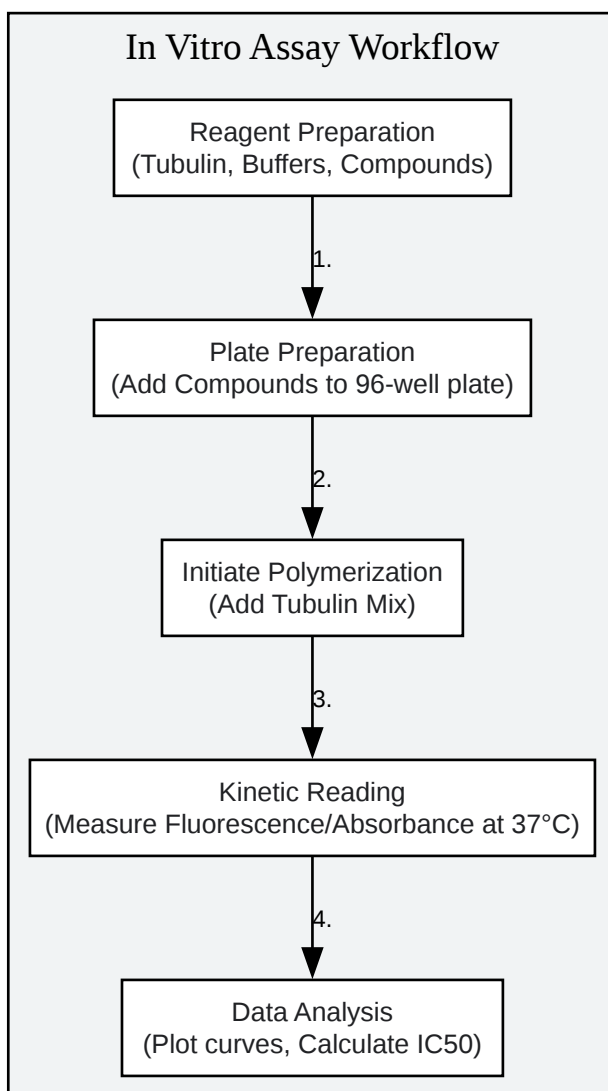 In Vitro Assay Workflow
Reagent Preparation
(Tubulin, Buffers, Compounds)
1.
Plate Preparation
(Add Compounds to 96-well plate)
2.
Initiate Polymerization
(Add Tubulin Mix)
3.
Kinetic Reading
(Measure Fluorescence/Absorbance at 37°C)
4.
Data Analysis
(Plot curves, Calculate IC50)